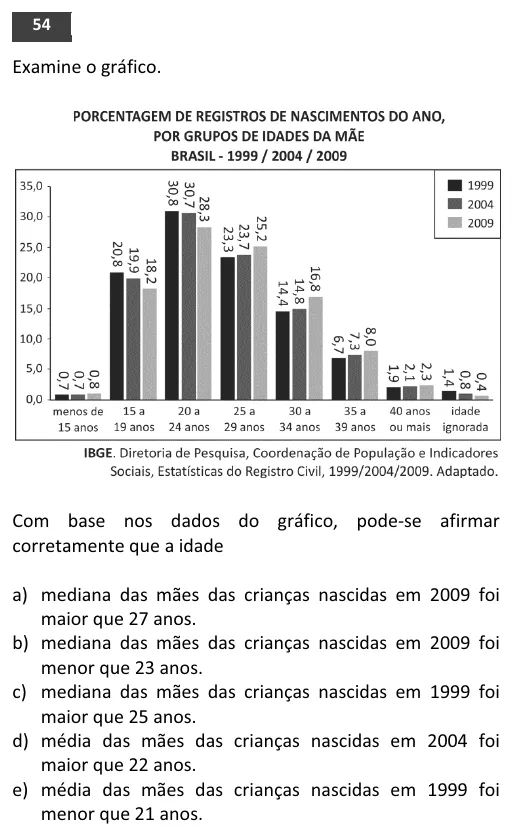 54
Examine o gráfico.
PORCENTAGEM DE REGISTROS DE NASCIMENTOS DO ANO,
POR GRUPOS DE IDADES DA MÃE
BRASIL - 1999 / 2004 / 2009
35,0
30,0
25,0
20,0
15,0
10,0
5,0
0,0
1999
2004
2009
0,7 0,7 0,8
20,8 19,9 18,2
30,8 30,7 28,3
23,3 23,7 25,2
14,4 14,8 16,8
6,7 7,3 8,0
1,9 2,1 2,3
1,4 0,8 0,4
menos de 15 a 20 a 25 a 30 a 35 a 40 anos idade
15 anos 19 anos 24 anos 29 anos 34 anos 39 anos ou mais ignorada
IBGE. Diretoria de Pesquisa, Coordenação de População e Indicadores
Sociais, Estatísticas do Registro Civil, 1999/2004/2009. Adaptado.
Com base nos dados do gráfico, pode-se afirmar
corretamente que a idade
a) mediana das mães das crianças nascidas em 2009 foi
maior que 27 anos.
b) mediana das mães das crianças nascidas em 2009 foi
menor que 23 anos.
c) mediana das mães das crianças nascidas em 1999 foi
maior que 25 anos.
d) média das mães das crianças nascidas em 2004 foi
maior que 22 anos.
e) média das mães das crianças nascidas em 1999 foi
menor que 21 anos.